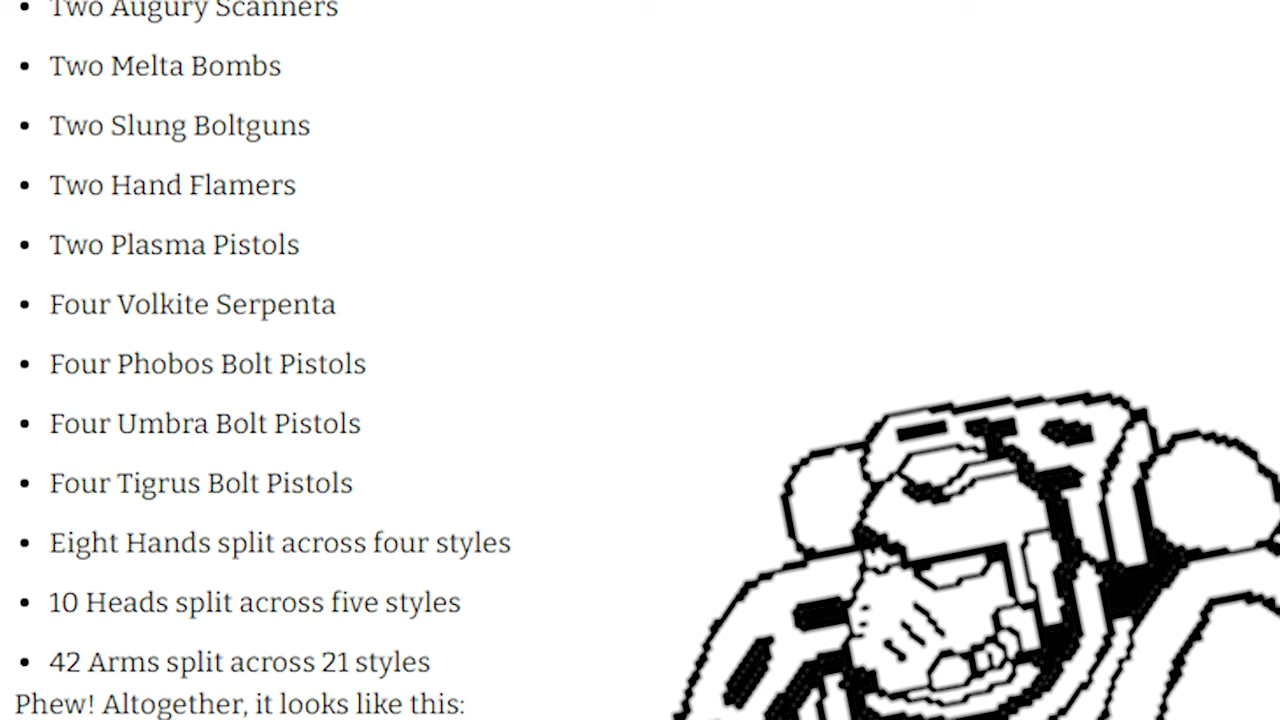 • Two Augury Scanners
• Two Melta Bombs
• Two Slung Boltguns
• Two Hand Flamers
• Two Plasma Pistols
• Four Volkite Serpenta
• Four Phobos Bolt Pistols
• Four Umbra Bolt Pistols
• Four Tigrus Bolt Pistols
• Eight Hands split across four styles
• 10 Heads split across five styles
• 42 Arms split across 21 styles
Phew! Altogether, it looks like this: